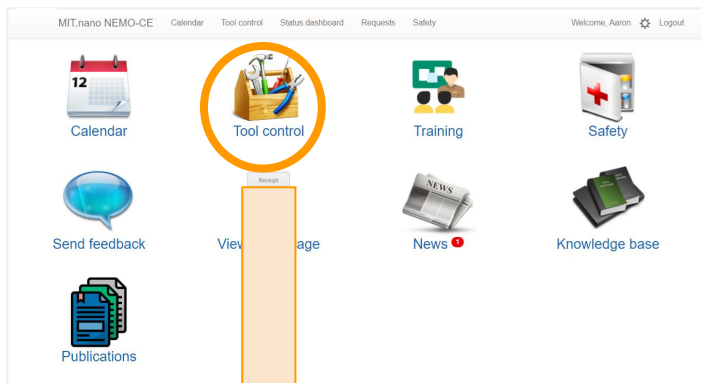 MIT.nano NEMO-CE Calendar Tool control Status dashboard Requests Safety Welcome, Aaron Logout
12
Calendar Tool control Training Safety
Receipt
NEWS
Send feedback View age News 1 Knowledge base
Publications